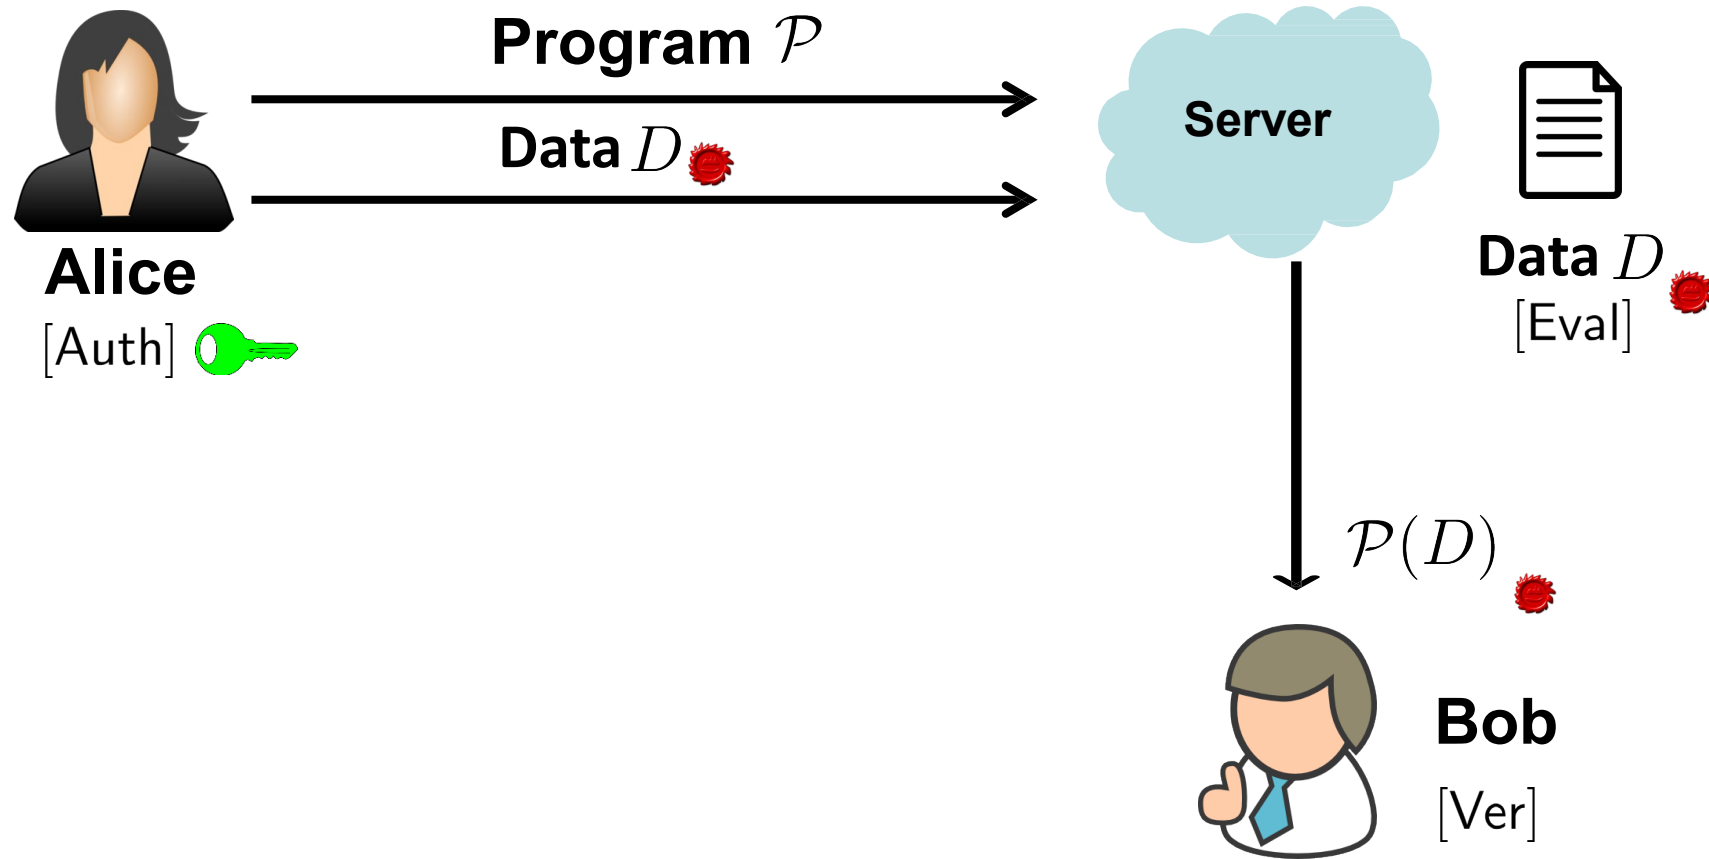 Program 𝒫
Data D
Server
Alice
[Auth]
Data D
[Eval]
𝒫(D)
Bob
[Ver]